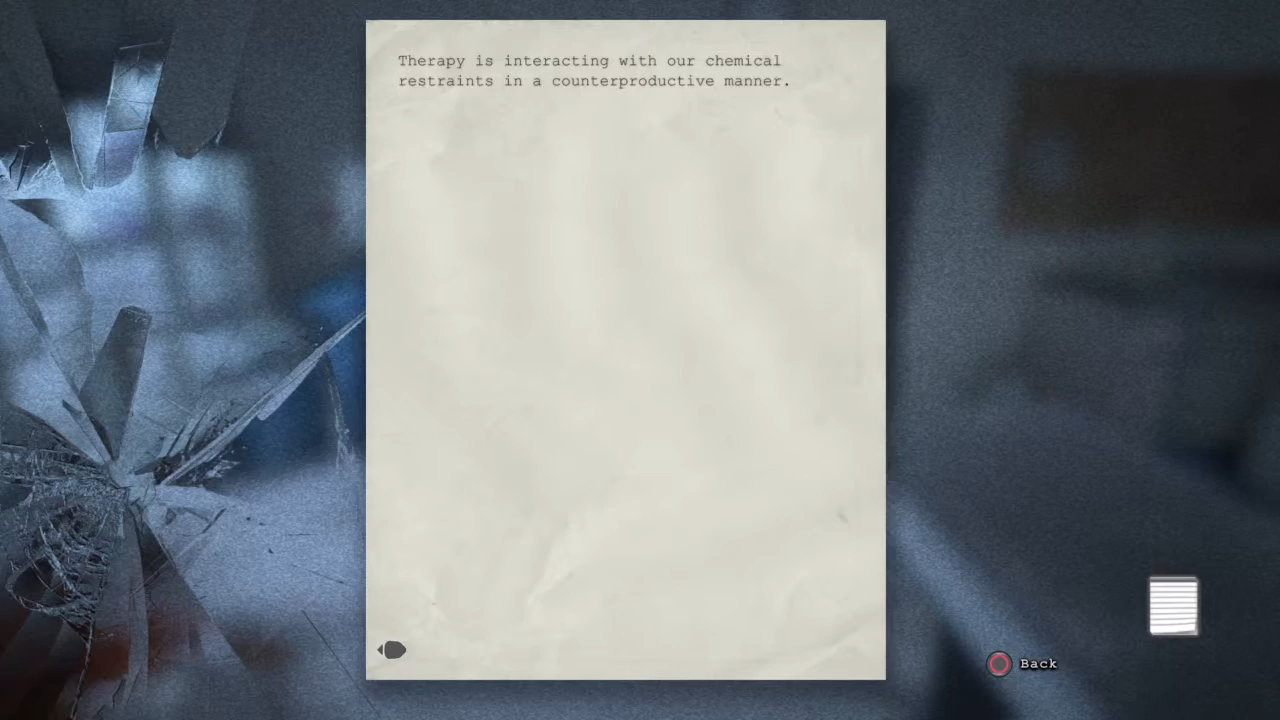 Therapy is interacting with our chemical
restraints in a counterproductive manner.
Back